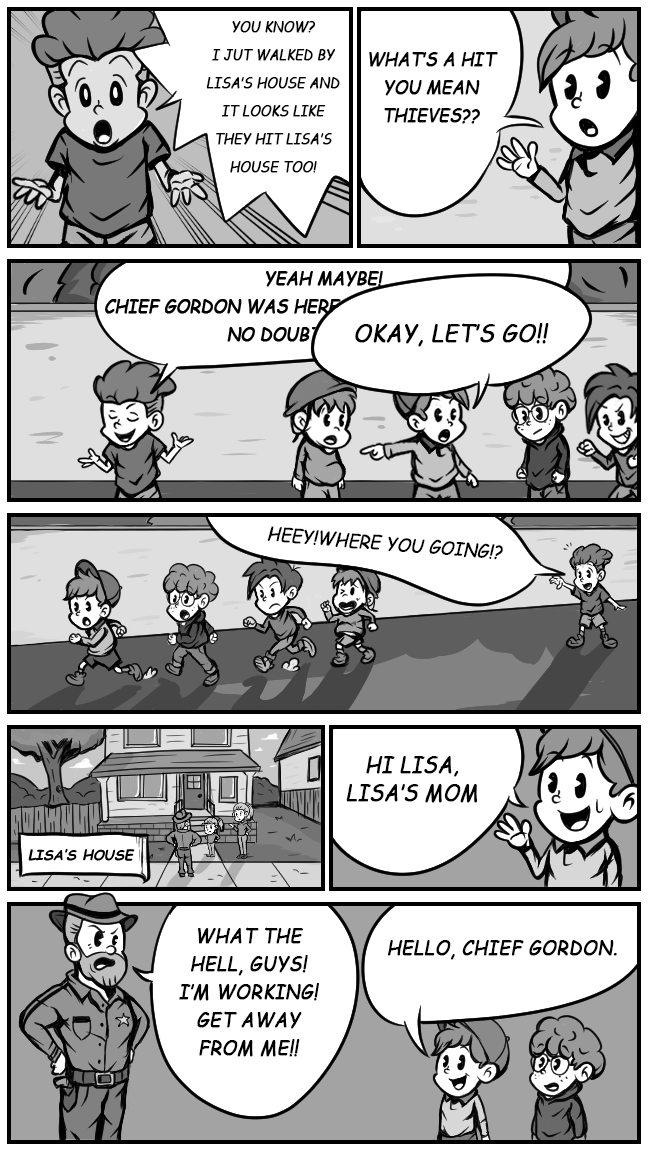 YOU KNOW?
I JUT WALKED BY
LISA'S HOUSE AND
IT LOOKS LIKE
THEY HIT LISA'S
HOUSE TOO!
WHAT'S A HIT
YOU MEAN
THIEVES??
YEAH MAYBE!
CHIEF GORDON WAS HERE
NO DOUBT
OKAY, LET'S GO!!
HEEY!WHERE YOU GOING!?
LISA'S HOUSE
HI LISA,
LISA'S MOM
WHAT THE
HELL, GUYS!
I'M WORKING!
GET AWAY
FROM ME!!
HELLO, CHIEF GORDON.